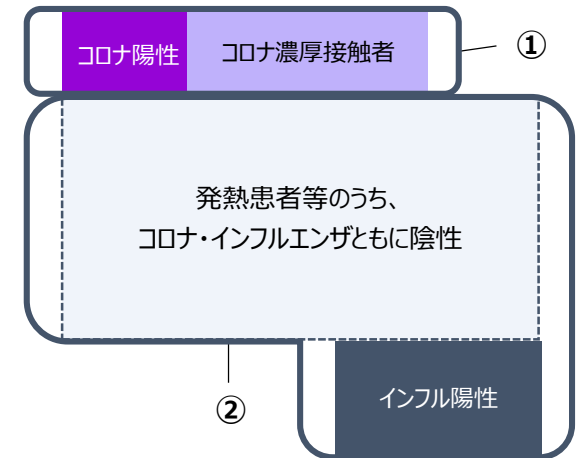 コロナ陽性
コロナ濃厚接触者
①
発熱患者等のうち、
コロナ・インフルエンザともに陰性
②
インフル陽性